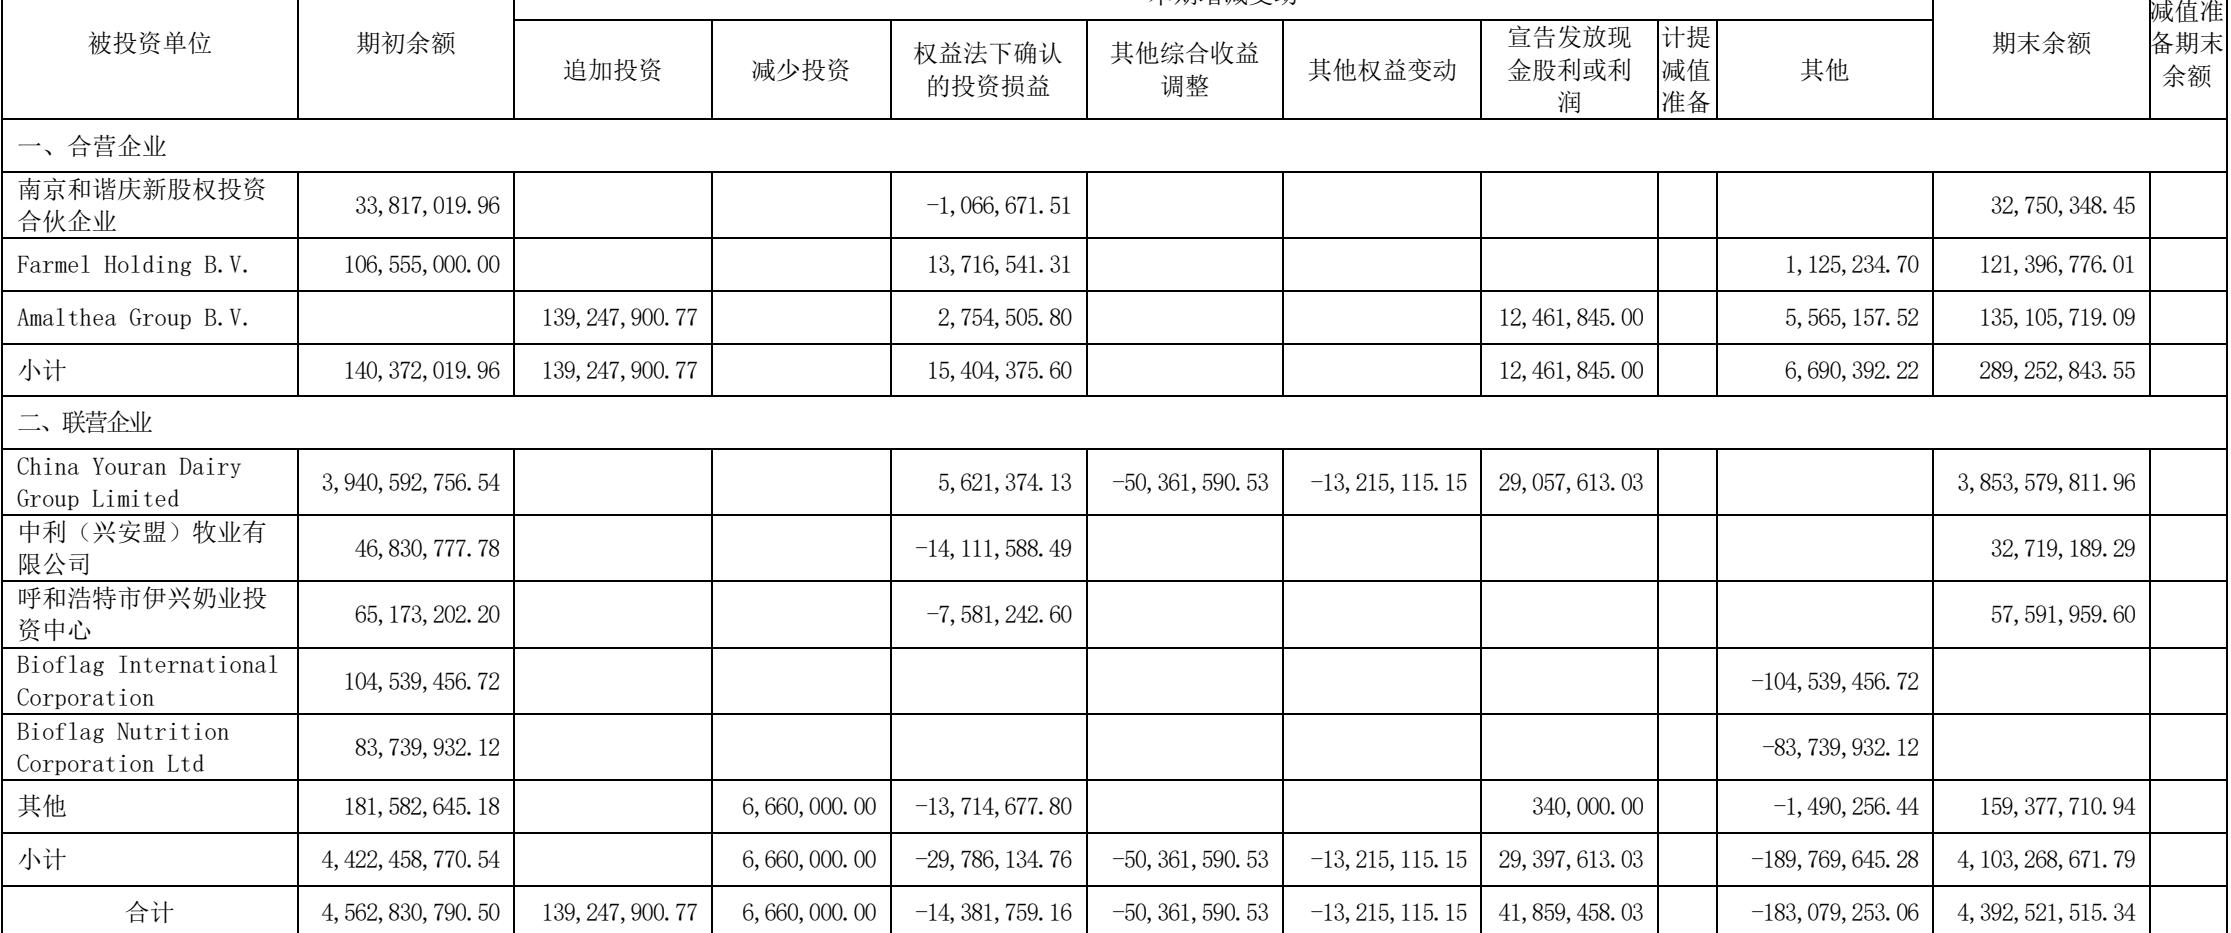 本期增减变动
减值准
被投资单位 期初余额 期末余额 备期末
余额
追加投资 减少投资 权益法下确认 其他综合收益 其他权益变动 宣告发放现 计提 其他
的投资损益 调整 金股利或利 减值
润 准备
一、合营企业
南京和谐庆新股权投资
合伙企业 33,817,019.96 -1,066,671.51 32,750,348.45
Farmel Holding B.V. 106,555,000.00 13,716,541.31 1,125,234.70 121,396,776.01
Amalthea Group B.V. 139,247,900.77 2,754,505.80 12,461,845.00 5,565,157.52 135,105,719.09
小计 140,372,019.96 139,247,900.77 15,404,375.60 12,461,845.00 6,690,392.22 289,252,843.55
二、联营企业
China Youran Dairy
Group Limited 3,940,592,756.54 5,621,374.13 -50,361,590.53 -13,215,115.15 29,057,613.03 3,853,579,811.96
中利（兴安盟）牧业有
限公司 46,830,777.78 -14,111,588.49 32,719,189.29
呼和浩特市伊兴奶业投
资中心 65,173,202.20 -7,581,242.60 57,591,959.60
Bioflag International
Corporation 104,539,456.72 -104,539,456.72
Bioflag Nutrition
Corporation Ltd 83,739,932.12 -83,739,932.12
其他 181,582,645.18 6,660,000.00 -13,714,677.80 340,000.00 -1,490,256.44 159,377,710.94
小计 4,422,458,770.54 6,660,000.00 -29,786,134.76 -50,361,590.53 -13,215,115.15 29,397,613.03 -189,769,645.28 4,103,268,671.79
合计 4,562,830,790.50 139,247,900.77 6,660,000.00 -14,381,759.16 -50,361,590.53 -13,215,115.15 41,859,458.03 -183,079,253.06 4,392,521,515.34